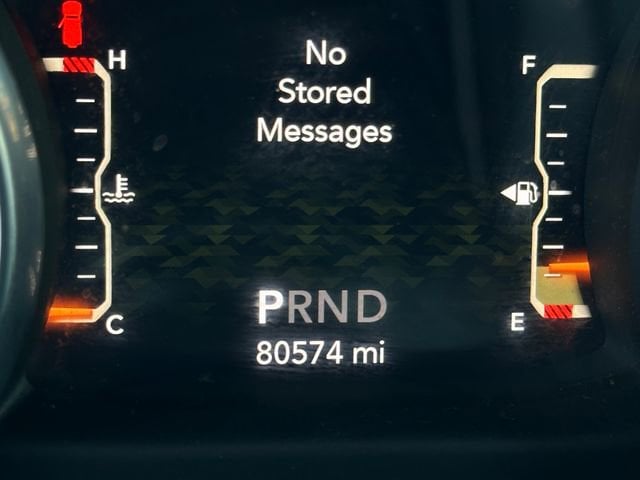 H
No
F
Stored
Messages
PRND
E
C
80574 mi